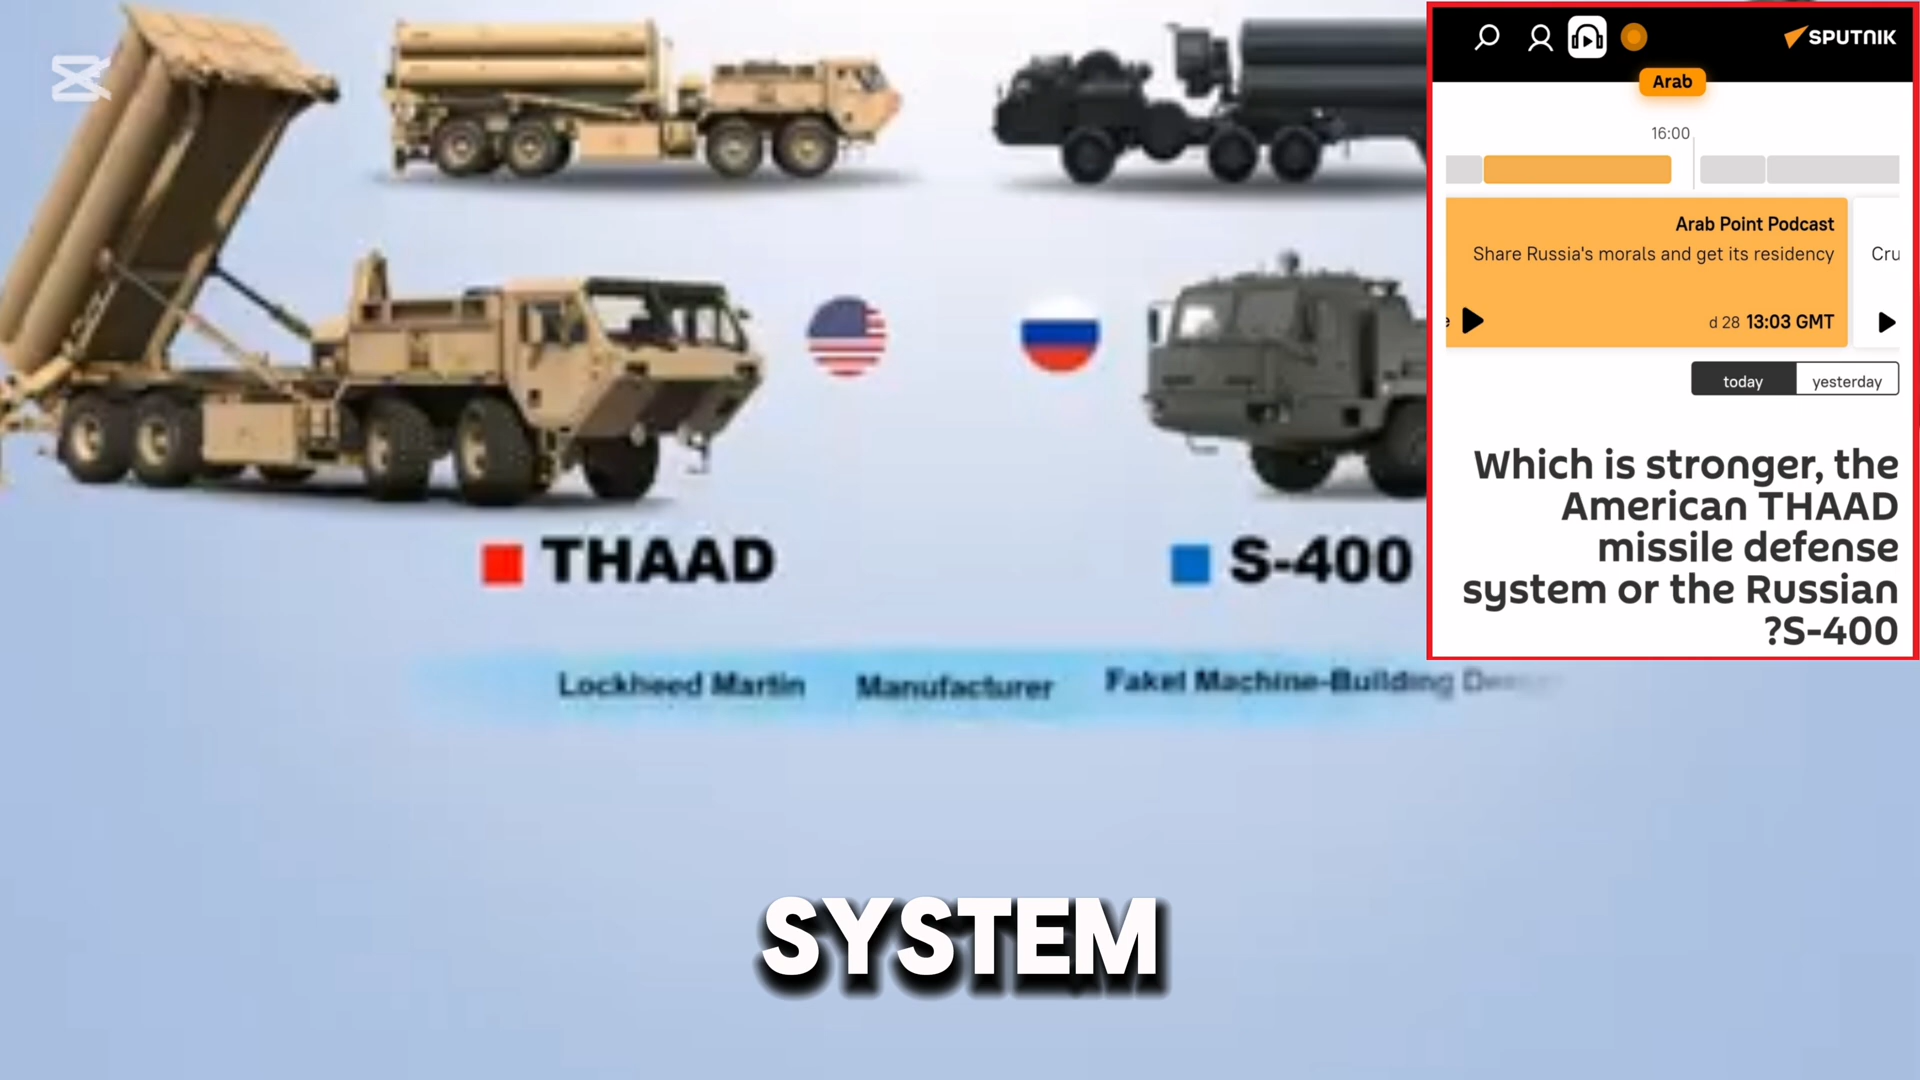 THAAD
S-400
Lockheed Martin
Manufacturer
Fakel Machine-Building
SYSTEM
SPUTNIK
Arab
16:00
Arab Point Podcast
Share Russia's morals and get its residency
Cru
d 28 13:03 GMT
today
yesterday
Which is stronger, the
American THAAD
missile defense
system or the Russian
?S-400